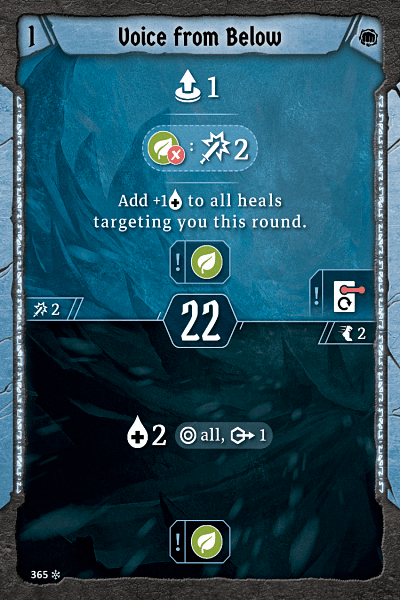 1
Voice from Below
1
: 2
Add +1 to all heals
targeting you this round.
!
!
2
22
2
2 all, 1
!
365